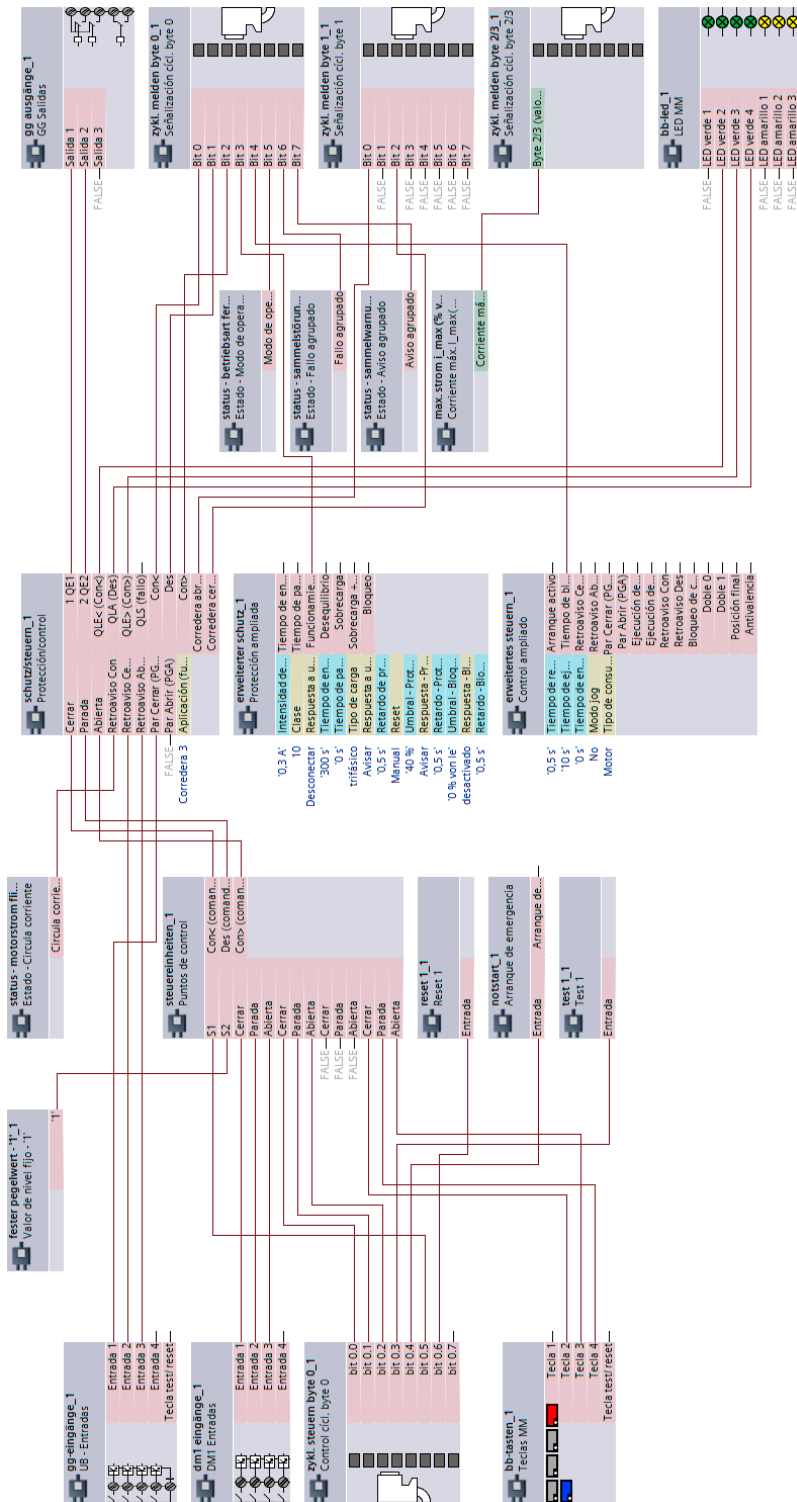 gg-eingänge_1
UB - Entradas
Entrada 1
Entrada 2
Entrada 3
Entrada 4
Tecla test/ reset
dm1 eingänge_1
DM1 Entradas
Entrada 1
Entrada 2
Entrada 3
Entrada 4
zykl. steuern byte 0_1
Control cícl. byte 0
bit 0.0
bit 0.1
bit 0.2
bit 0.3
bit 0.4
bit 0.5
bit 0.6
bit 0.7
bb-tasten_1
Teclas MM
Tecla 1
Tecla 2
Tecla 3
Tecla 4
Tecla test/ reset
fester pegelwert - '1'_1
Valor de nivel fijo - '1'
'1'
status - motorstrom fli...
Estado - Circula corriente
Circula corrie...
steuereinheiten_1
Puntos de control
S1 Con< (coman...
S2 Des (comand...
Cerrar Con> (coman...
Parada
Abierta
Cerrar
Parada
Abierta
FALSE Cerrar
FALSE Parada
FALSE Abierta
Cerrar
Parada
Abierta
reset 1_1
Reset 1
Entrada
notstart_1
Arranque de emergencia
Entrada Arranque de...
test 1_1
Test 1
Entrada
schutz/steuern_1
Protección/control
Cerrar 1 QE1
Parada 2 QE2
Abierta QLE< (Con<)
Retroaviso Con QLA (Des)
Retroaviso Ce... QLE> (Con>)
Retroaviso Ab... QLS (fallo)
Par Cerrar (PG... Con<
FALSE Par Abrir (PGA) Des
Corredera 3 Aplicación (fu... Con>
Corredera abr...
Corredera cer...
erweiterter schutz_1
Protección ampliada
'0,3 A' Intensidad de... Tiempo de en...
10 Clase Tiempo de pa...
Desconectar Respuesta a u... Funcionamie...
'300 s' Tiempo de en... Desequilibrio
'0 s' Tiempo de pa... Sobrecarga
trifásico Tipo de carga Sobrecarga +...
Avisar Respuesta a u... Bloqueo
'0,5 s' Retardo de pr...
Manual Reset
'40 %' Umbral - Prot...
Avisar Respuesta - Pr...
'0,5 s' Retardo - Prot...
'0 % von Ie' Umbral - Bloq...
desactivado Respuesta - Bl...
'0,5 s' Retardo - Blo...
erweitertes steuern_1
Control ampliado
'0,5 s' Tiempo de re... Arranque activo
'10 s' Tiempo de ej... Tiempo de bl...
'0 s' Tiempo de en... Retroaviso Ce...
No Modo jog Retroaviso Ab...
Motor Tipo de consu... Par Cerrar (PG...
Par Abrir (PGA)
Ejecución de...
Ejecución de...
Retroaviso Con
Retroaviso Des
Bloqueo de c...
Doble 0
Doble 1
Posición final
Antivalencia
status - betriebsart fer...
Estado - Modo de opera...
Modo de ope...
status - sammelstörun...
Estado - Fallo agrupado
Fallo agrupado
status - sammelwarnu...
Estado - Aviso agrupado
Aviso agrupado
max. strom i_max (% v...
Corriente máx. I_max(...
Corriente má...
gg ausgänge_1
GG Salidas
Salida 1
Salida 2
FALSE Salida 3
zykl. melden byte 0_1
Señalización cícl. byte 0
Bit 0
Bit 1
Bit 2
Bit 3
Bit 4
Bit 5
Bit 6
Bit 7
zykl. melden byte 1_1
Señalización cícl. byte 1
Bit 0
FALSE Bit 1
Bit 2
FALSE Bit 3
FALSE Bit 4
FALSE Bit 5
FALSE Bit 6
FALSE Bit 7
zykl. melden byte 2/3_1
Señalización cícl. byte 2/3
Byte 2/3 (valo...
bb-led_1
LED MM
FALSE LED verde 1
LED verde 2
LED verde 3
LED verde 4
FALSE LED amarillo 1
FALSE LED amarillo 2
FALSE LED amarillo 3